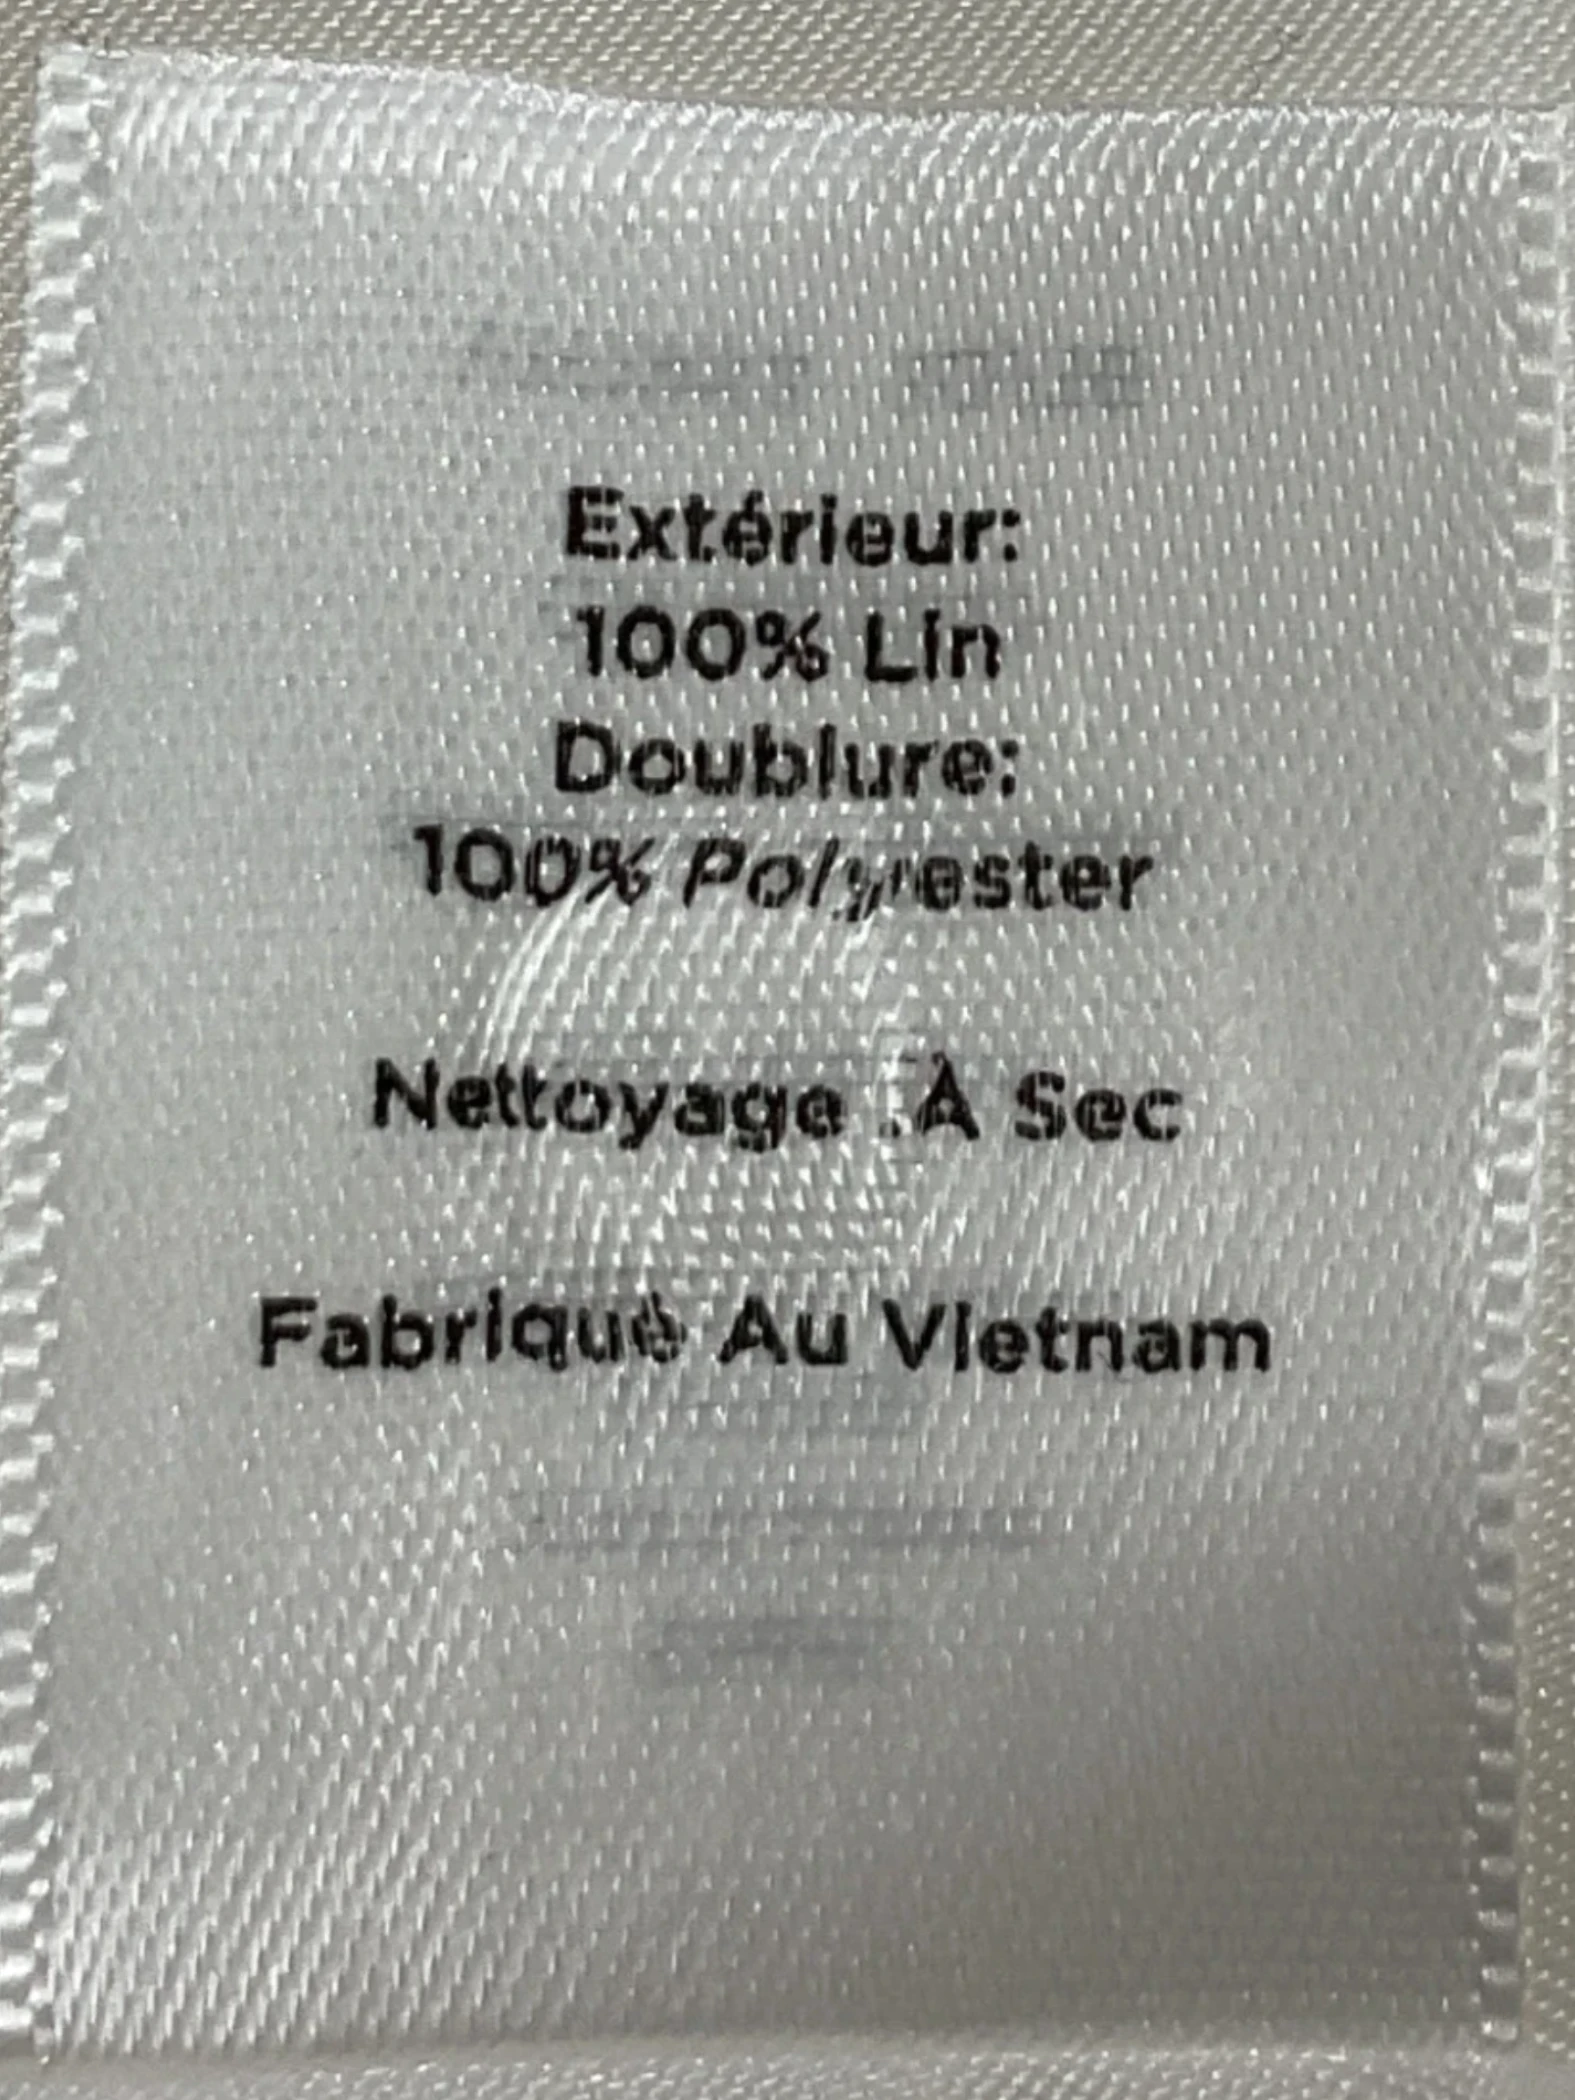 Extérieur:
100% Lin
Doublure:
100% Polyester
Nettoyage À Sec
Fabriqué Au Vietnam